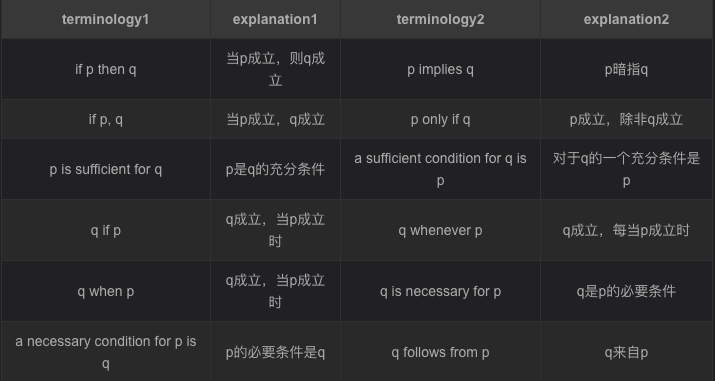 terminology1 explanation1 terminology2 explanation2
if p then q 当p成立，则q成立 p implies q p暗指q
if p, q 当p成立，q成立 p only if q p成立，除非q成立
p is sufficient for q p是q的充分条件 a sufficient condition for q is p 对于q的一个充分条件是p
q if p q成立，当p成立时 q whenever p q成立，每当p成立时
q when p q成立，当p成立时 q is necessary for p q是p的必要条件
a necessary condition for p is q p的必要条件是q q follows from p q来自p